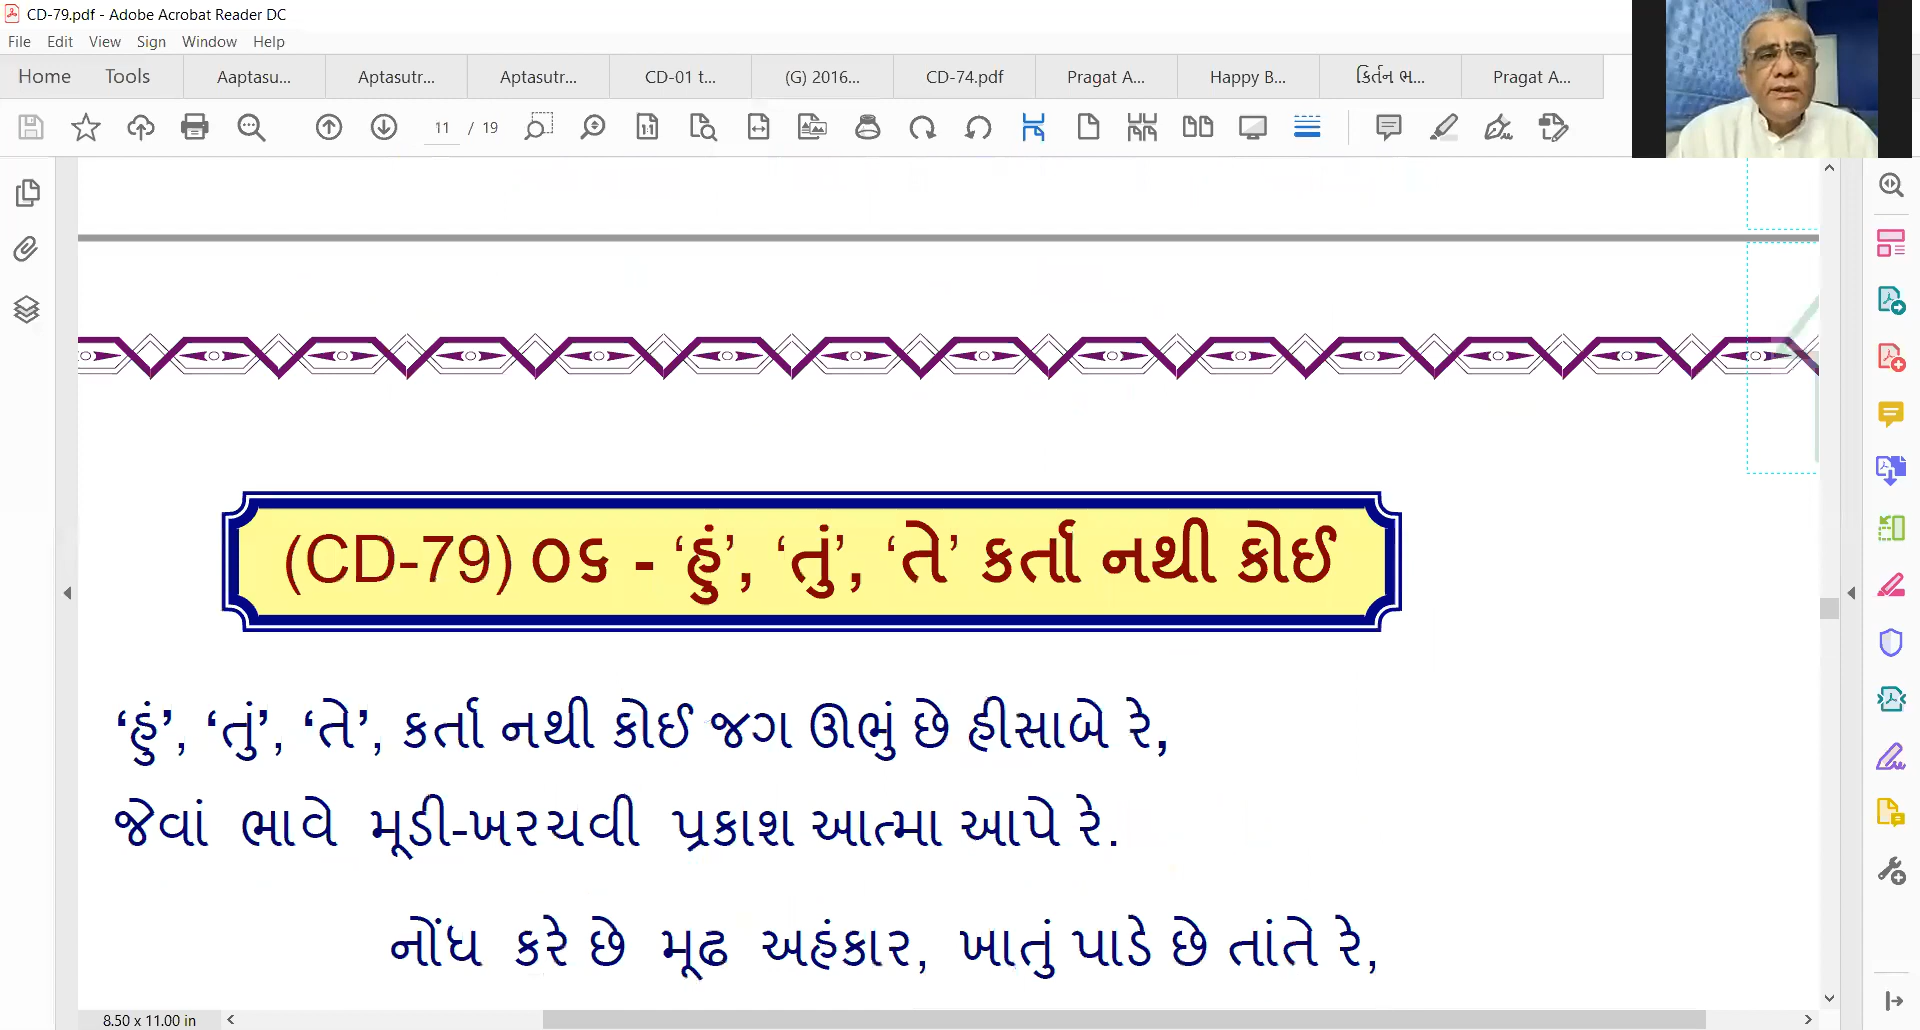 CD-79.pdf - Adobe Acrobat Reader DC
File Edit View Sign Window Help
Home Tools Aaptasu... Aptasutr... Aptasutr... CD-01 t... (G) 2016... CD-74.pdf Pragat A... Happy B... કિર્તન ભ... Pragat A...
11 / 19
(CD-79) ૦૬ - ‘હું’, ‘તું’, ‘તે’ કર્તા નથી કોઈ
‘હું’, ‘તું’, ‘તે’, કર્તા નથી કોઈ જગ ઊભું છે હીસાબે રે,
જેવાં ભાવે મૂડી-ખરચવી પ્રકાશ આત્મા આપે રે.
નોંધ કરે છે મૂઢ અહંકાર, ખાતું પાડે છે તાંતે રે,
8.50 x 11.00 in